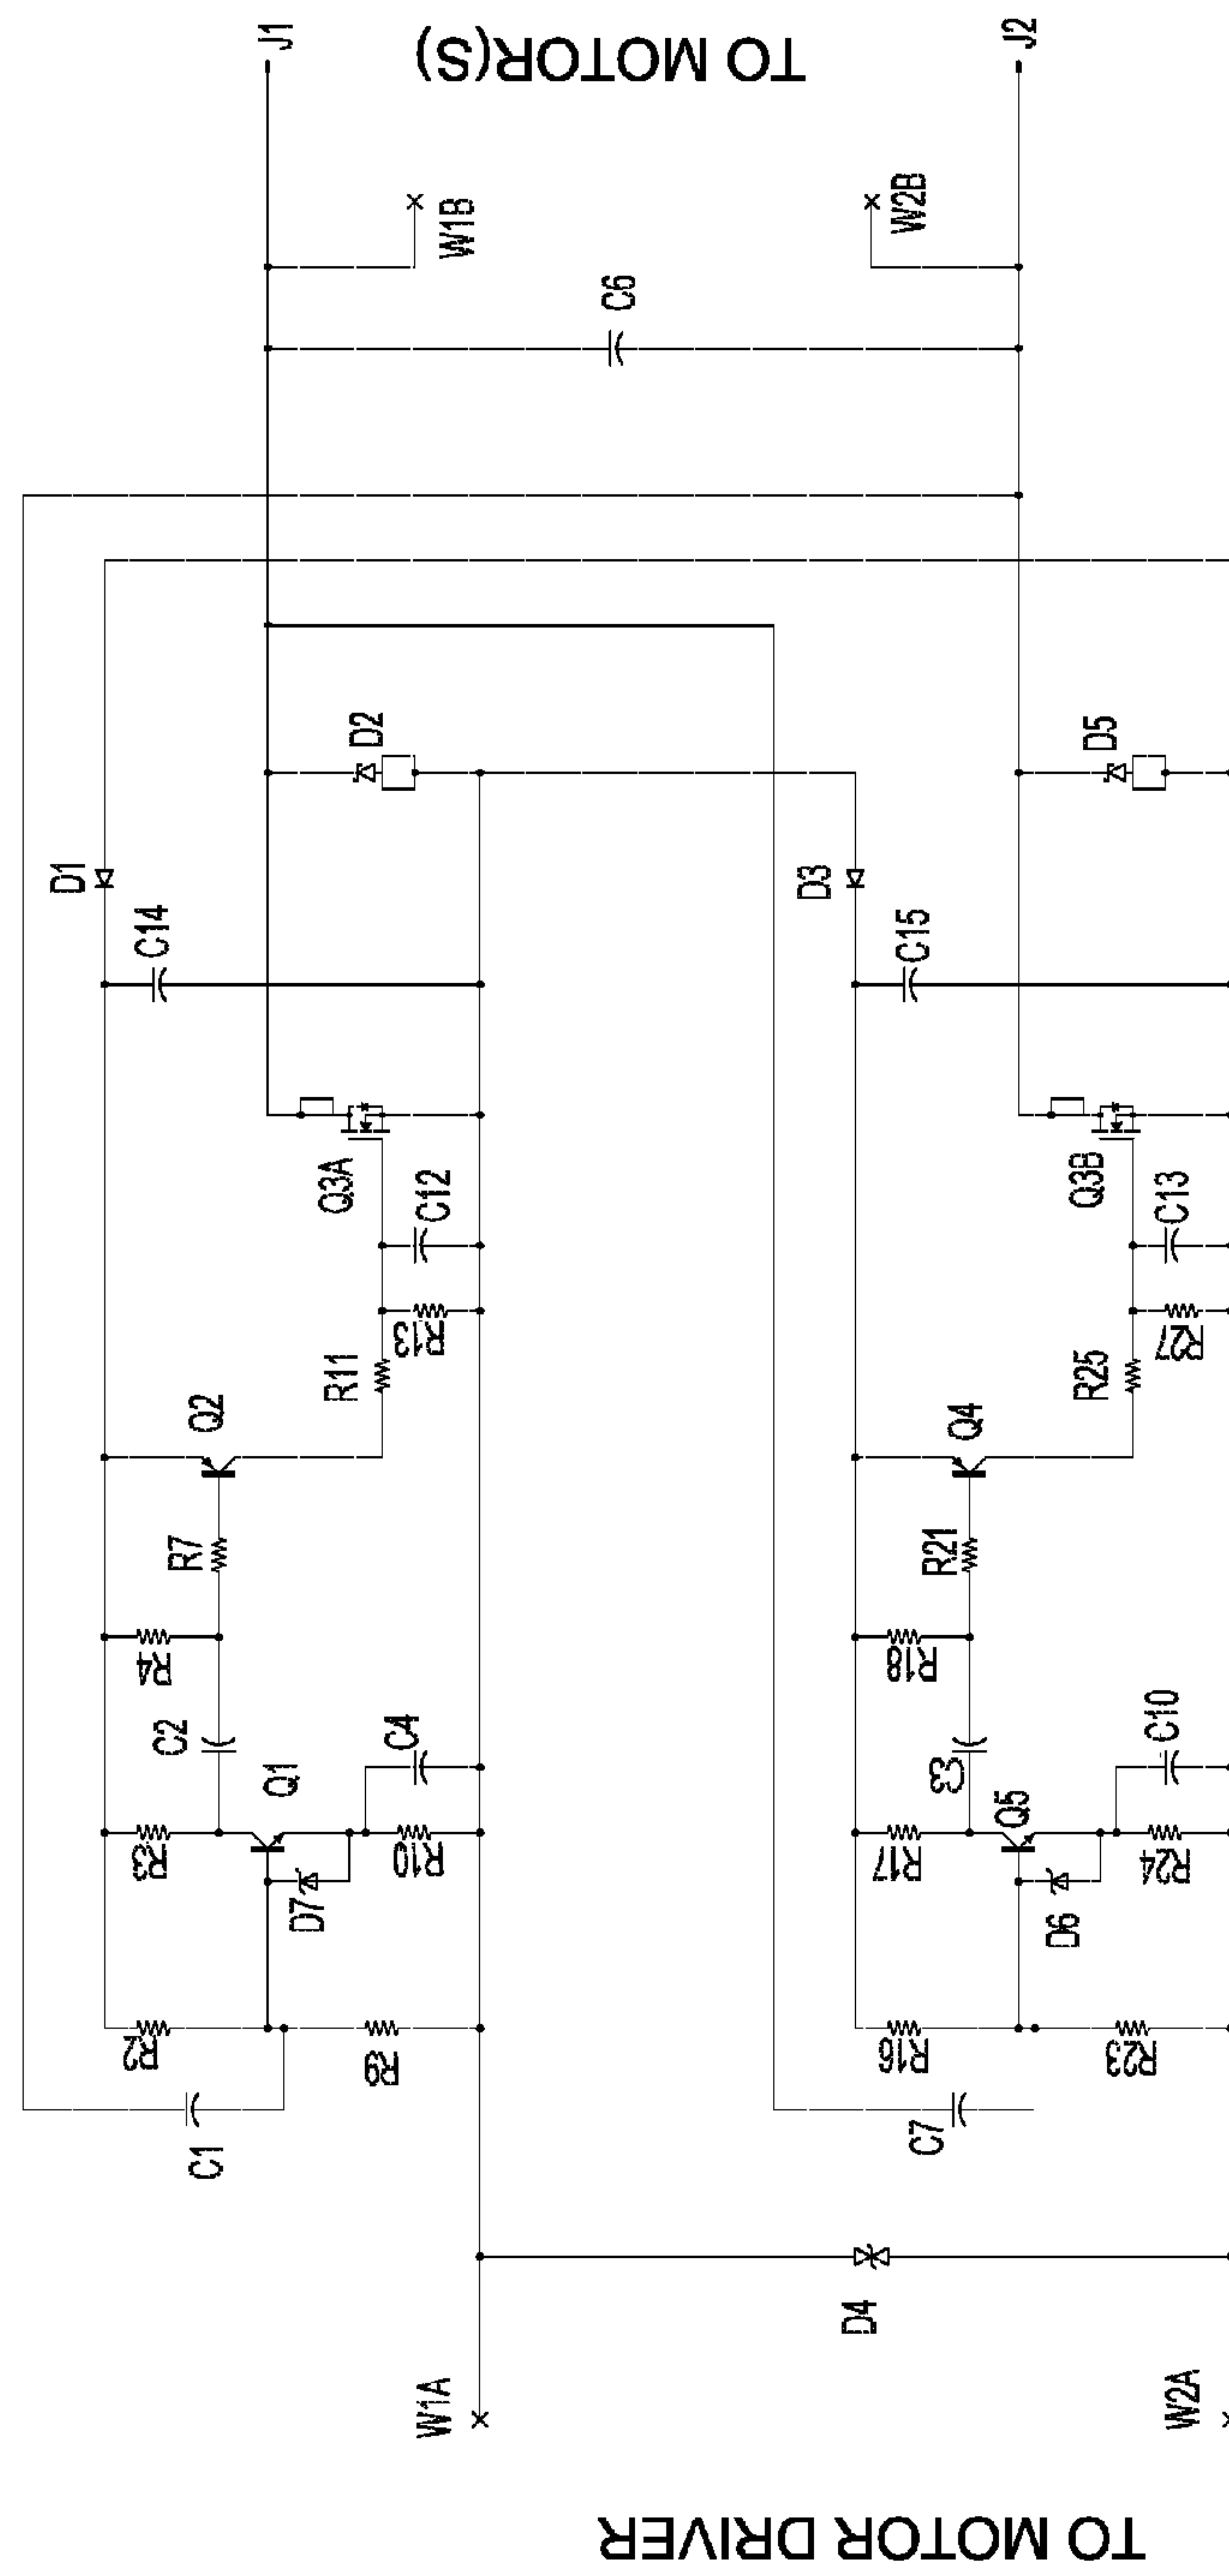 J1
TO MOTOR(S)
J2
W1B
W2B
C6
D2
D5
D1
C14
D3
C15
Q3A
C12
Q3B
C13
R13
R11
R27
R25
Q2
Q4
R7
R21
R4
R18
C2
Q1
C4
C3
Q5
C10
R3
D7
R10
R17
D6
R24
R2
R9
R16
R23
C1
C7
D4
W1A
W2A
TO MOTOR DRIVER